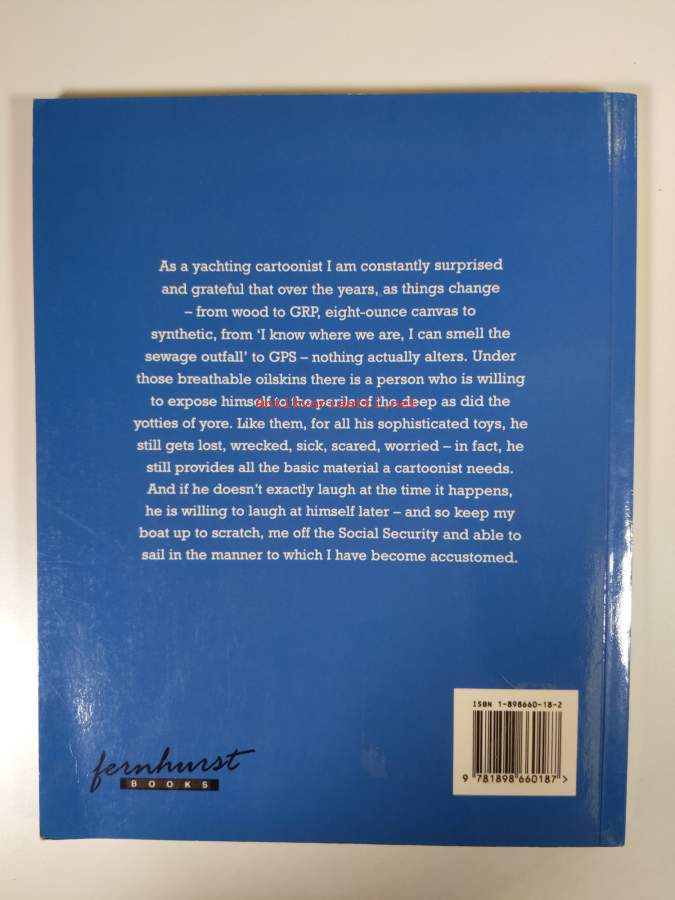 As a yachting cartoonist I am constantly surprised
and grateful that over the years, as things change
– from wood to GRP, eight-ounce canvas to
synthetic, from ‘I know where we are, I can smell the
sewage outfall’ to GPS – nothing actually alters. Under
those breathable oilskins there is a person who is willing
to expose himself to the perils of the deep as did the
yotties of yore. Like them, for all his sophisticated toys, he
still gets lost, wrecked, sick, scared, worried – in fact, he
still provides all the basic material a cartoonist needs.
And if he doesn’t exactly laugh at the time it happens,
he is willing to laugh at himself later – and so keep my
boat up to scratch, me off the Social Security and able to
sail in the manner to which I have become accustomed.
ISBN 1-898660-18-2
9 781898 660187 >
fernhurst
BOOKS